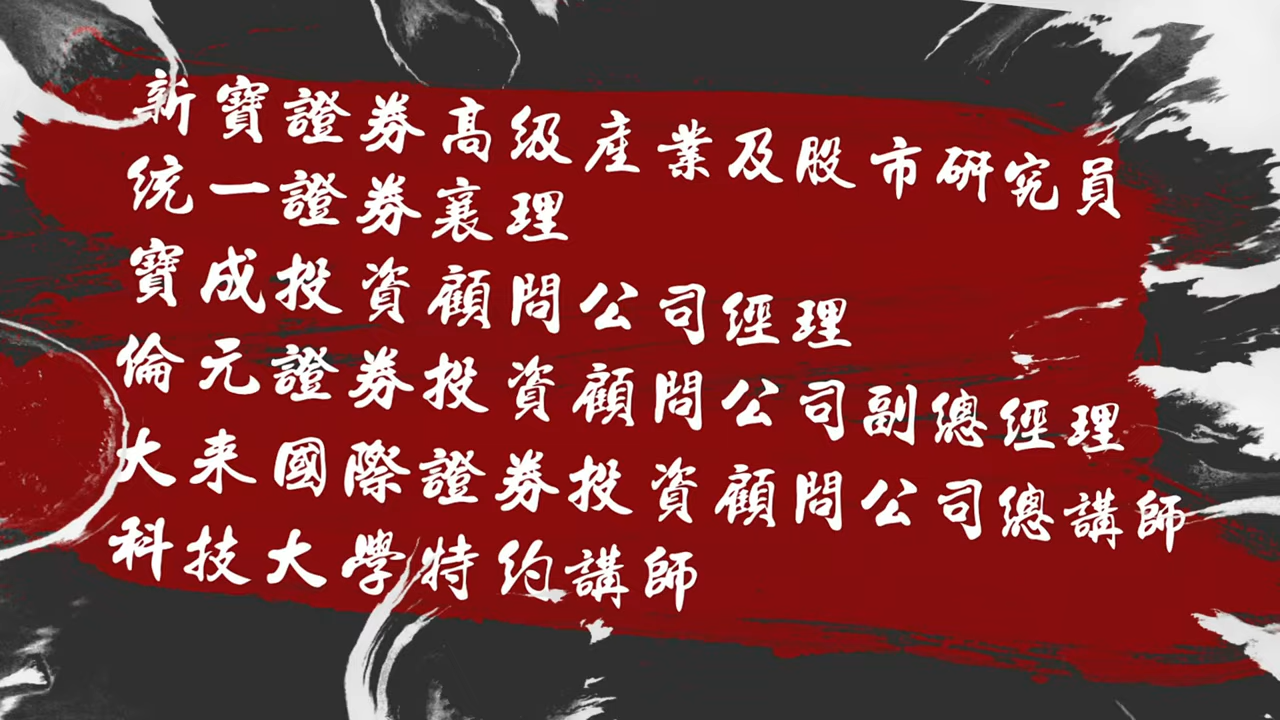 新寶證券高級產業及股市研究員
統一證券襄理
寶成投資顧問公司經理
倫元證券投資顧問公司副總經理
大来國際證券投資顧問公司總講師
科技大學特約講師